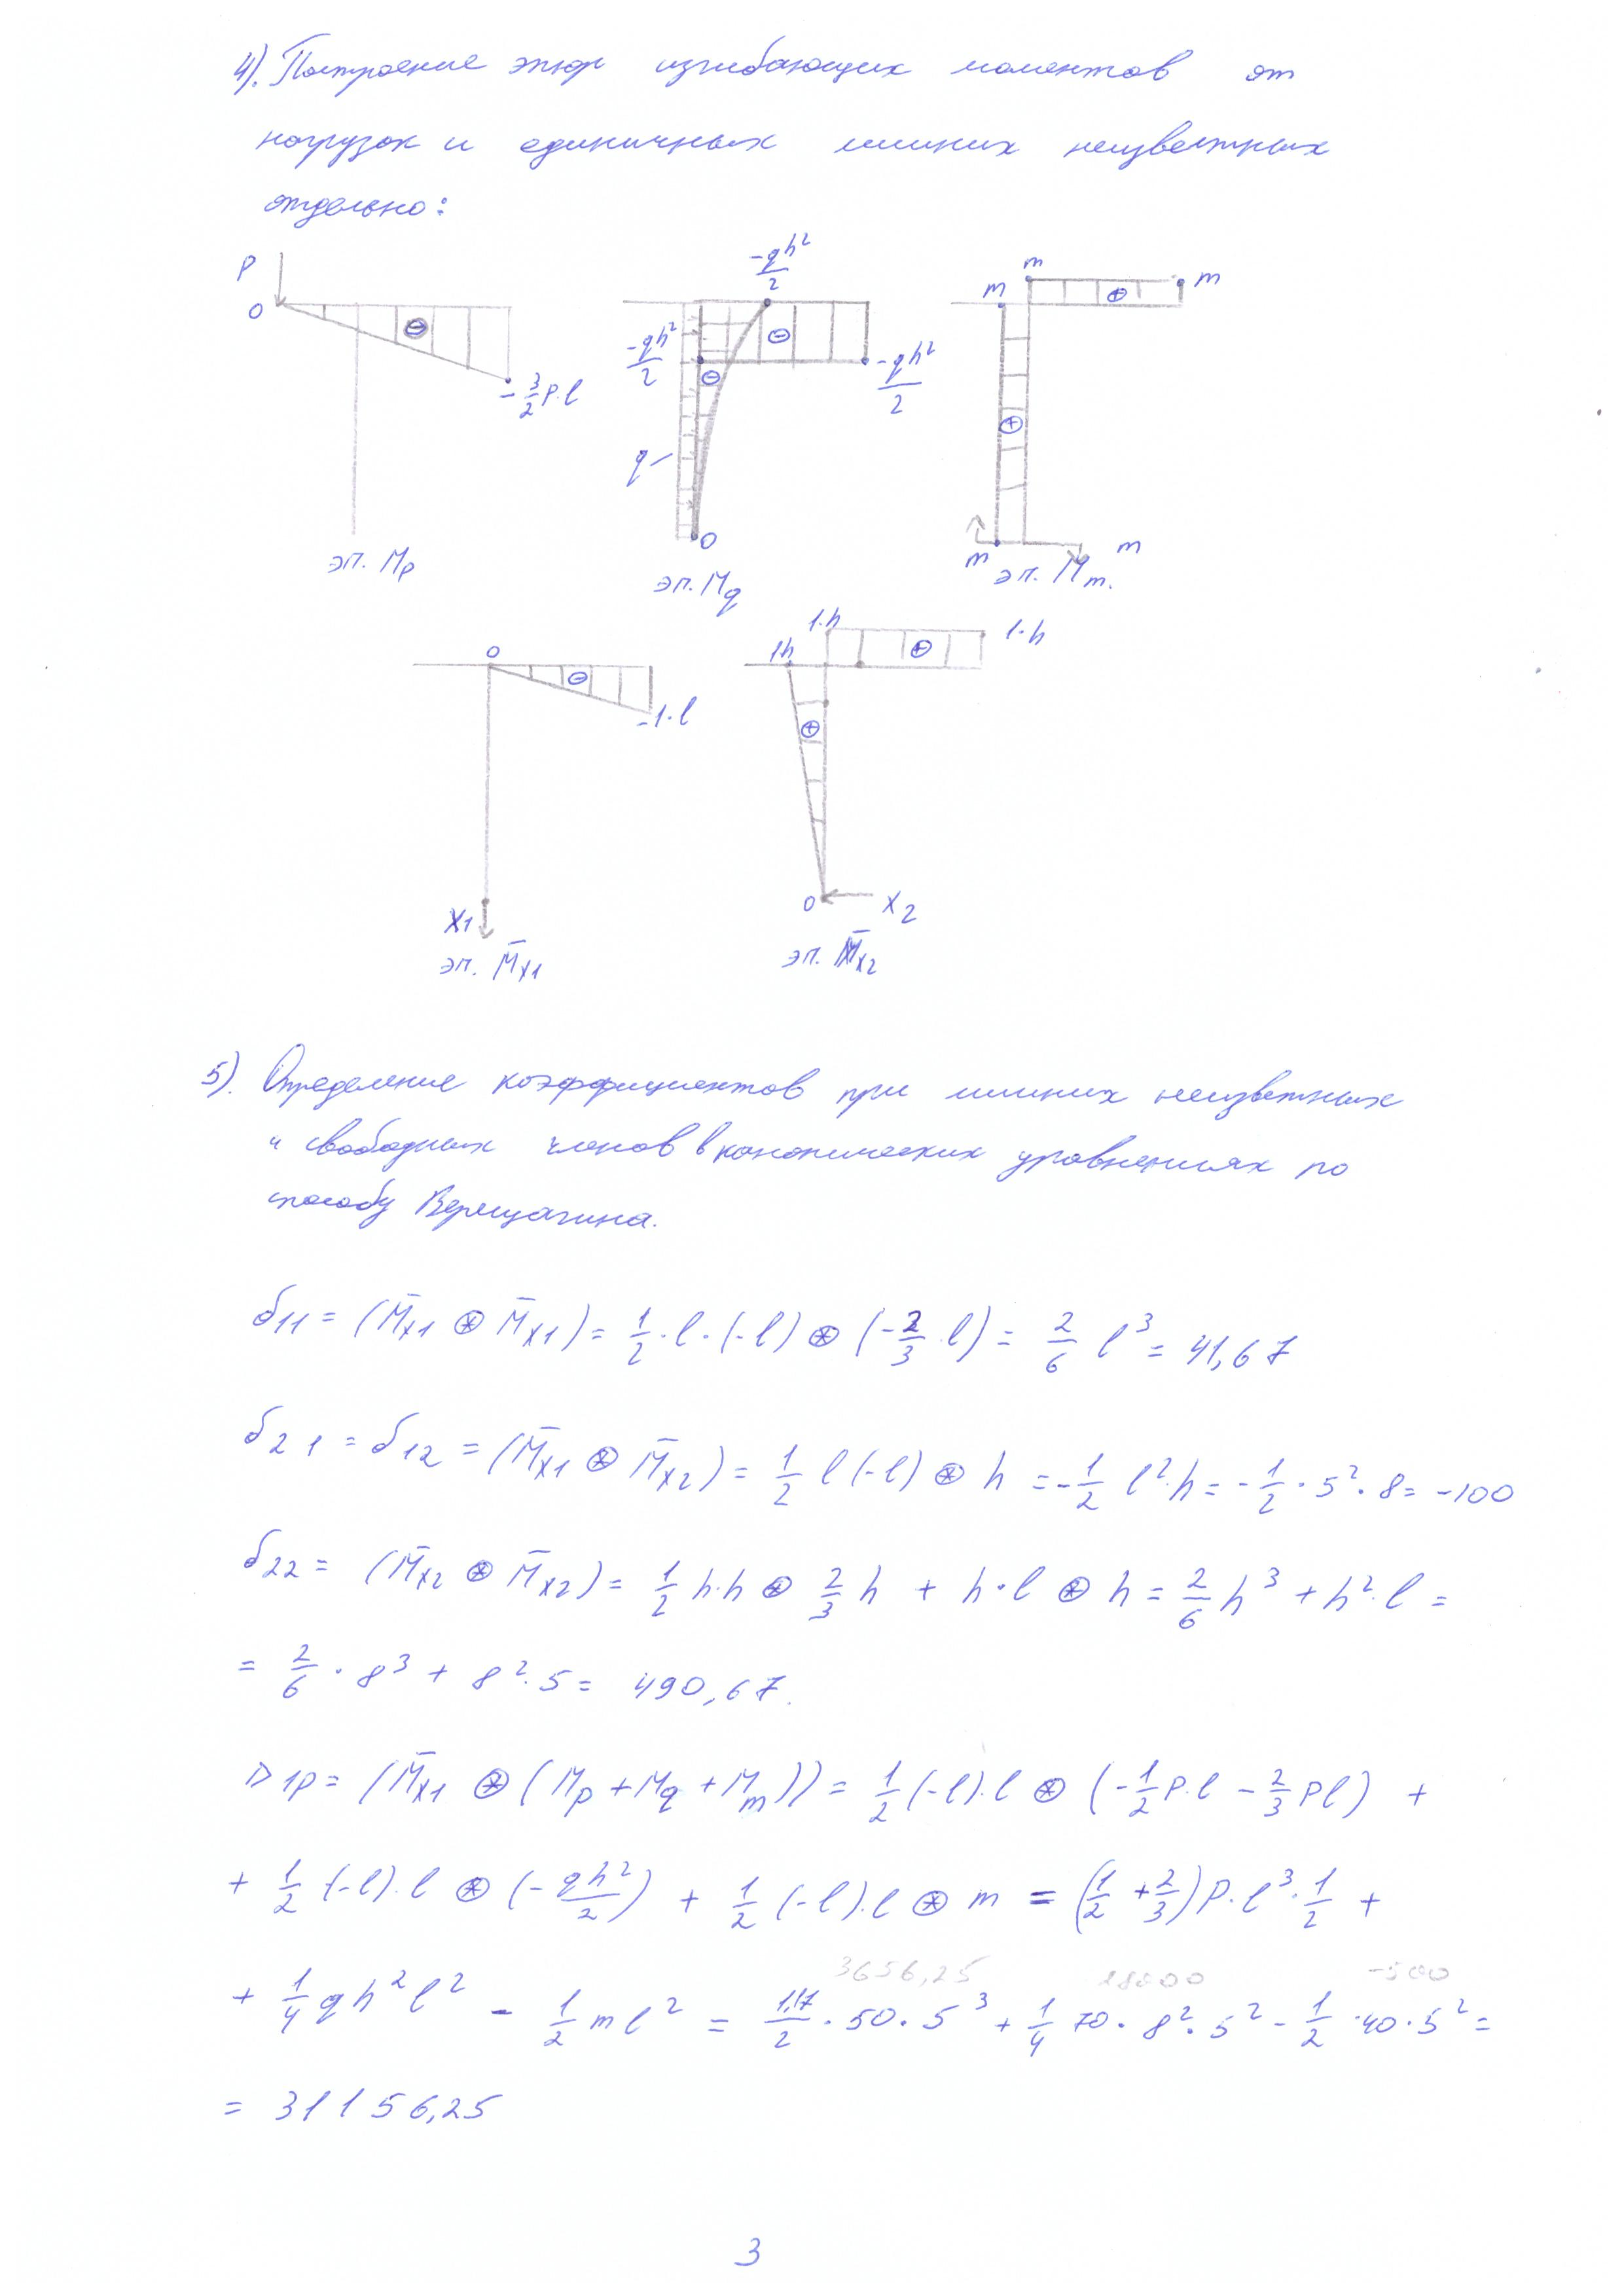 4). Построение эпюр изгибающих моментов от
нагрузок и единичных лишних неизвестных
отдельно:
P
0
⊖
-3/2 P·l
эп. Mp
-qh²/2
-qh²/2
⊖
⊖
-qh²/2
q
0
эп. Mq
m
m
m
⊕
⊕
m
m
эп. Mm.
0
⊖
-1·l
X1
эп. M̄x1
1·h
1h
1·h
⊕
⊕
0
X2
эп. M̄x2
5). Определение коэффициентов при лишних неизвестных
и свободных членов в канонических уравнениях по
способу Верещагина.
δ11 = (M̄x1 ⊛ M̄x1) = 1/2 · l · (-l) ⊛ (-2/3 · l) = 2/6 l³ = 41,67
δ21 = δ12 = (M̄x1 ⊛ M̄x2) = 1/2 l (-l) ⊛ h = -1/2 l²·h = -1/2 · 5² · 8 = -100
δ22 = (M̄x2 ⊛ M̄x2) = 1/2 h·h ⊛ 2/3 h + h·l ⊛ h = 2/6 h³ + h²·l =
= 2/6 · 8³ + 8²·5 = 490,67.
Δ1p = (M̄x1 ⊛ (Mp + Mq + Mm)) = 1/2 (-l)·l ⊛ (-1/2 P·l - 2/3 Pl) +
+ 1/2 (-l)·l ⊛ (-qh²/2) + 1/2 (-l)·l ⊛ m = (1/2 + 2/3) P·l³·1/2 +
3656,25 28000 -500
+ 1/4 qh²l² - 1/2 ml² = 1,17/2 · 50 · 5³ + 1/4 70 · 8² · 5² - 1/2 · 40 · 5² =
= 31156,25
3